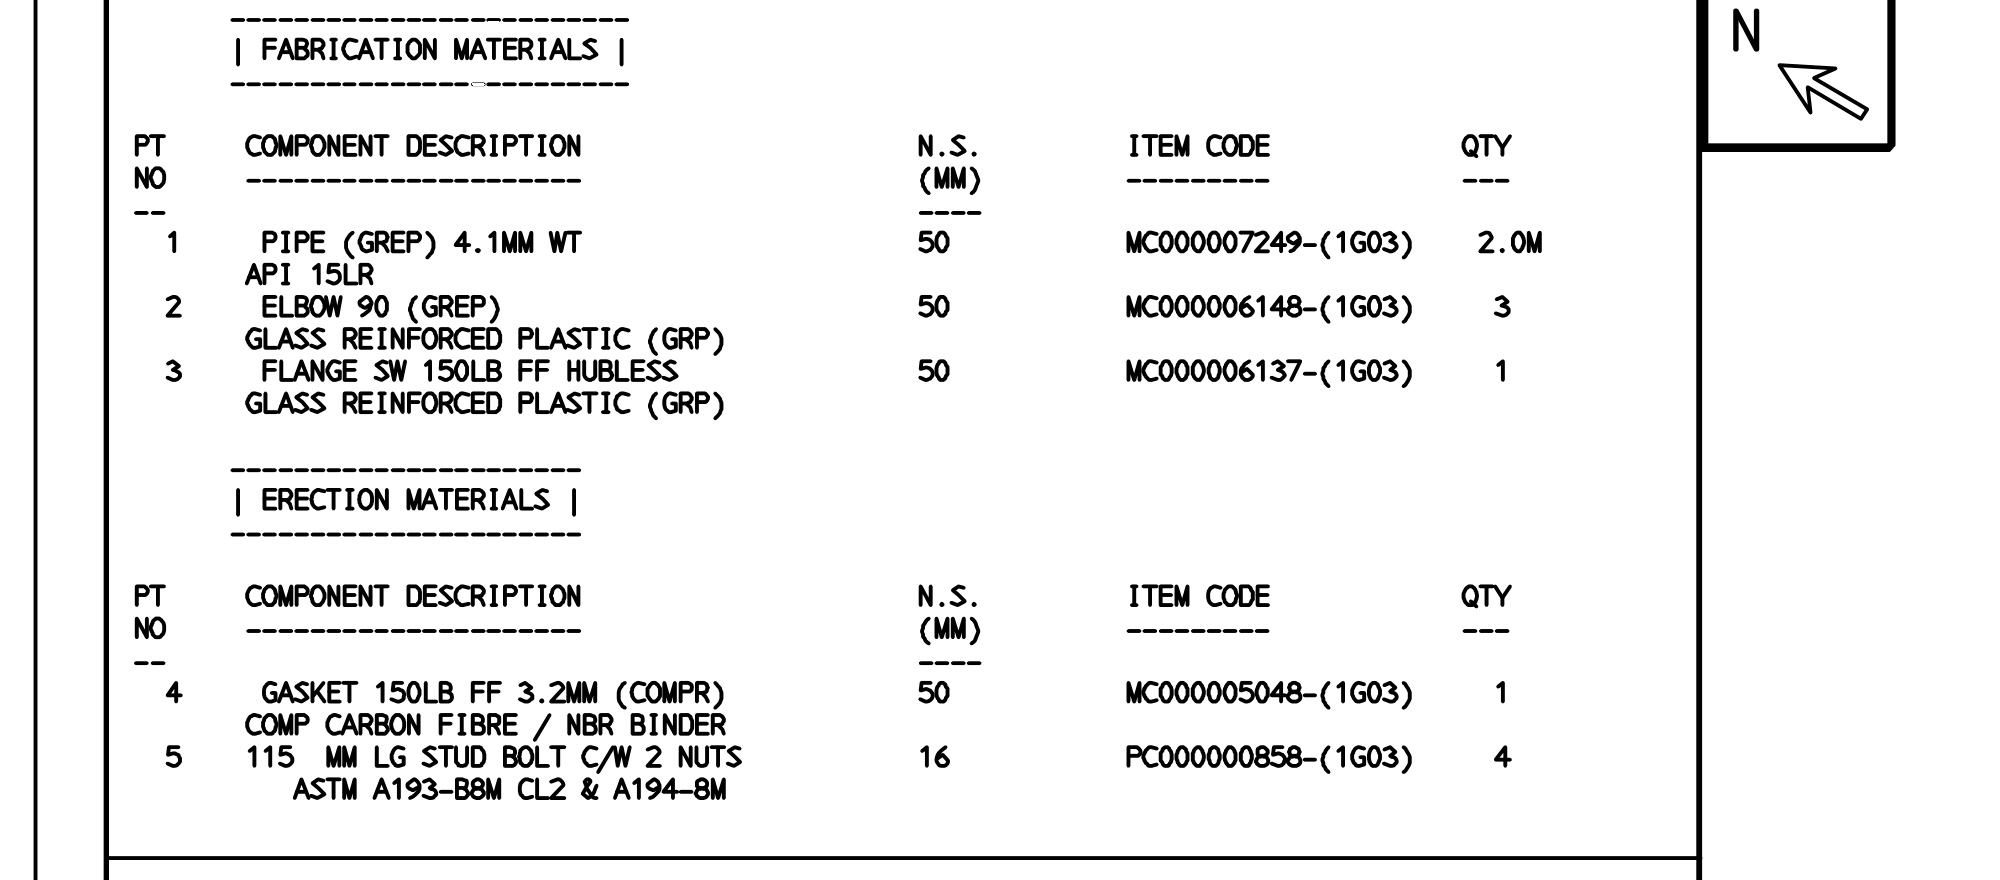 ------------------------- N
| FABRICATION MATERIALS |
-------------------------
PT COMPONENT DESCRIPTION N.S. ITEM CODE QTY
NO --------------------- (MM) --------- ---
-- ----
1 PIPE (GREP) 4.1MM WT 50 MC000007249-(1G03) 2.0M
API 15LR
2 ELBOW 90 (GREP) 50 MC000006148-(1G03) 3
GLASS REINFORCED PLASTIC (GRP)
3 FLANGE SW 150LB FF HUBLESS 50 MC000006137-(1G03) 1
GLASS REINFORCED PLASTIC (GRP)
----------------------
| ERECTION MATERIALS |
----------------------
PT COMPONENT DESCRIPTION N.S. ITEM CODE QTY
NO --------------------- (MM) --------- ---
-- ----
4 GASKET 150LB FF 3.2MM (COMPR) 50 MC000005048-(1G03) 1
COMP CARBON FIBRE / NBR BINDER
5 115 MM LG STUD BOLT C/W 2 NUTS 16 PC000000858-(1G03) 4
ASTM A193-B8M CL2 & A194-8M